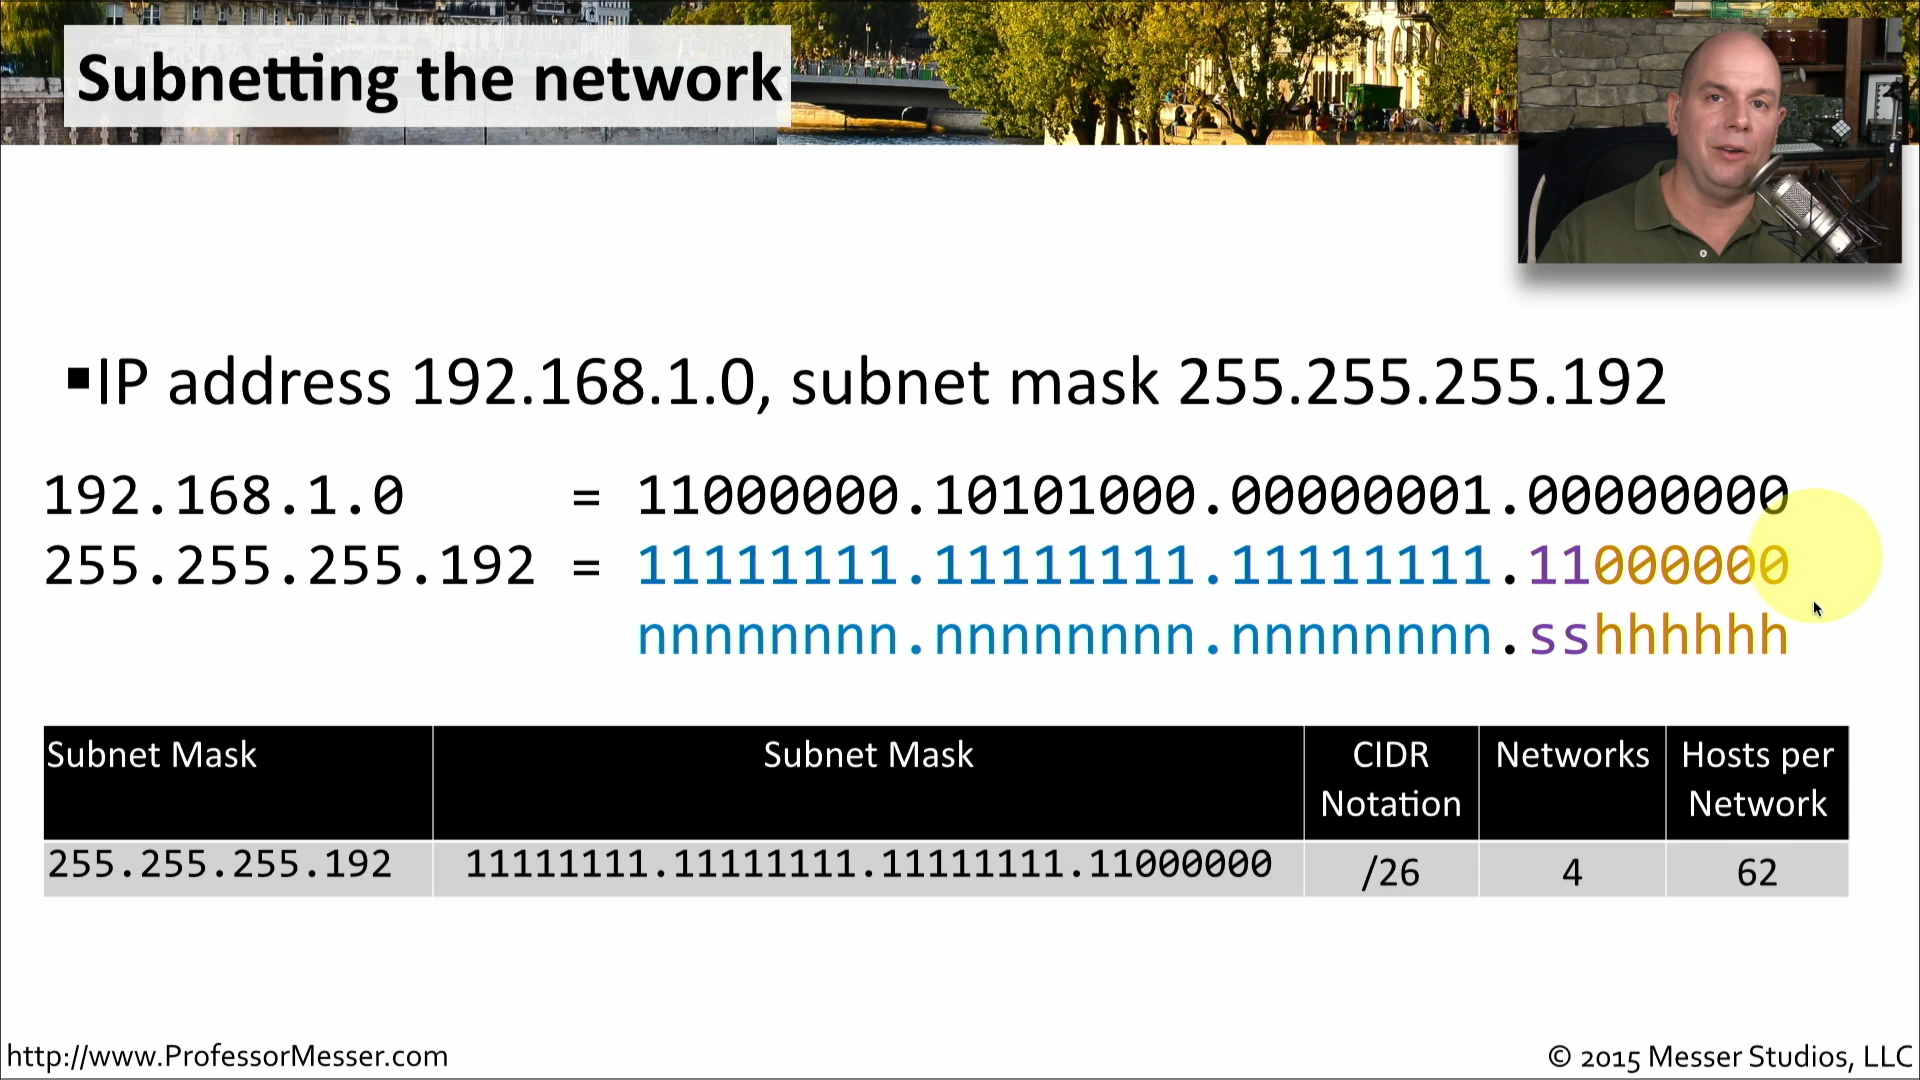 Subnetting the network
▪IP address 192.168.1.0, subnet mask 255.255.255.192
192.168.1.0 = 11000000.10101000.00000001.00000000
255.255.255.192 = 11111111.11111111.11111111.11000000
nnnnnnnn.nnnnnnnn.nnnnnnnn.sshhhhhh
Subnet Mask Subnet Mask CIDR Notation Networks Hosts per Network
255.255.255.192 11111111.11111111.11111111.11000000 /26 4 62
http://www.ProfessorMesser.com © 2015 Messer Studios, LLC